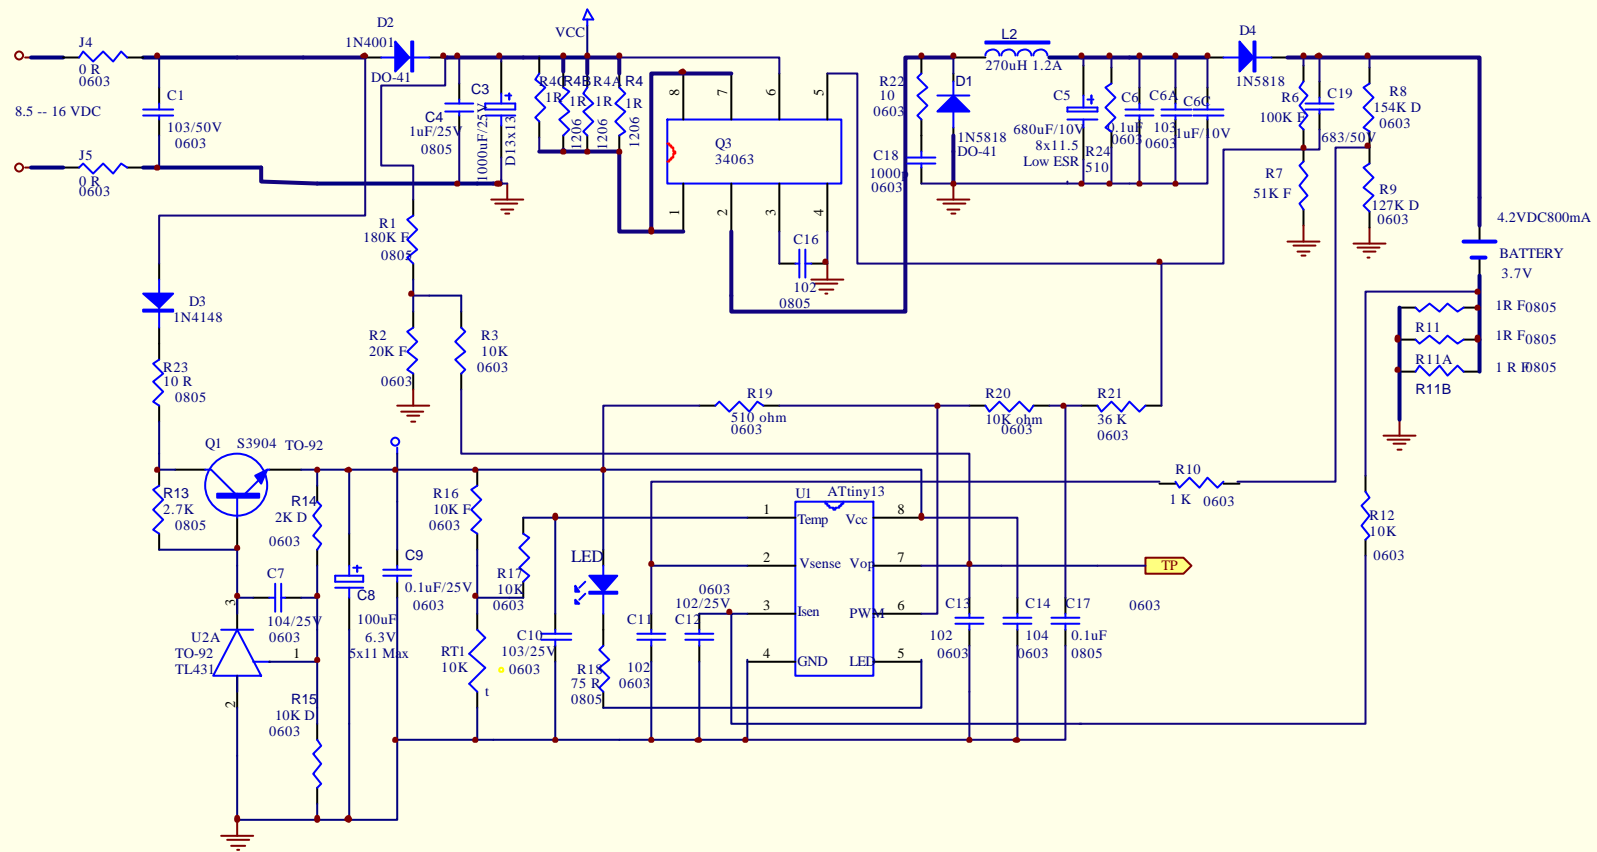 D2
VCC
L2
D4
J4
1N4001
0 R
0603
DO-41
270uH 1.2A
1N5818
C1
8.5 -- 16 VDC
103/50V
0603
C3
C4
1uF/25V
0805
1000uF/25V
D13x13
R4C
R4B
R4A
R4
1R
1R
1R
1R
1206
1206
1206
8
7
6
5
Q3
34063
1
2
3
4
R22
10
0603
D1
1N5818
DO-41
C18
1000p
0603
C5
680uF/10V
8x11.5
Low ESR
R24
510
C6
0.1uF
0603
C6A
103
0603
C6C
1uF/10V
R6
100K F
C19
683/50V
R8
154K D
0603
R7
51K F
R9
127K D
0603
J5
0 R
0603
4.2VDC800mA
BATTERY
3.7V
R1
180K F
0805
C16
102
0805
D3
1N4148
R2
20K F
0603
R3
10K
0603
1R F0805
R11
1R F0805
R11A
1 R F0805
R11B
R23
10 R
0805
R19
510 ohm
0603
R20
10K ohm
0603
R21
36 K
0603
Q1 S3904 TO-92
R13
2.7K
0805
R14
2K D
0603
R16
10K F
0603
R10
1 K 0603
U1 ATtiny13
1 Temp Vcc 8
2 Vsense Vop 7
3 Isen PWM 6
4 GND LED 5
R12
10K
0603
LED
TP
0603
C9
0.1uF/25V
0603
R17
10K
0603
C7
104/25V
0603
C8
100uF
6.3V
5x11 Max
3
U2A
TO-92
TL431
1
2
0603
102/25V
C12
C11
102
0603
C10
103/25V
0603
R18
75 R
0805
RT1
10K
t
C13
102
0603
C14
104
0603
C17
0.1uF
0805
R15
10K D
0603